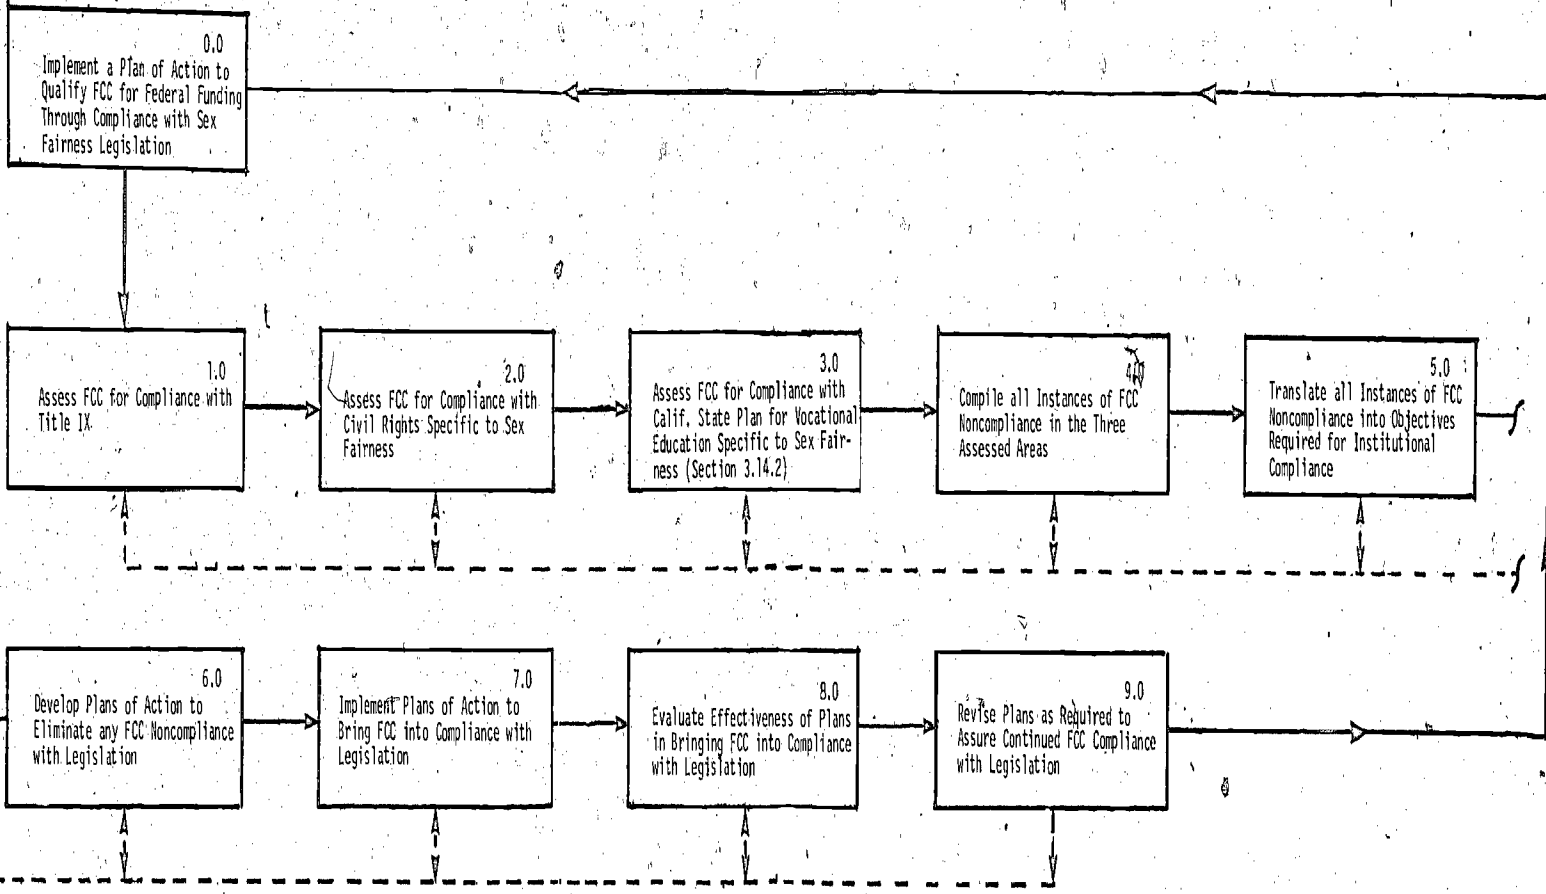 0.0
Implement a Plan of Action to
Qualify FCC for Federal Funding
Through Compliance with Sex
Fairness Legislation
1.0
Assess FCC for Compliance with
Title IX
2.0
Assess FCC for Compliance with
Civil Rights Specific to Sex
Fairness
3.0
Assess FCC for Compliance with
Calif. State Plan for Vocational
Education Specific to Sex Fair-
ness (Section 3.14.2)
4.0
Compile all Instances of FCC
Noncompliance in the Three
Assessed Areas
5.0
Translate all Instances of FCC
Noncompliance into Objectives
Required for Institutional
Compliance
6.0
Develop Plans of Action to
Eliminate any FCC Noncompliance
with Legislation
7.0
Implement Plans of Action to
Bring FCC into Compliance with
Legislation
8.0
Evaluate Effectiveness of Plans
in Bringing FCC into Compliance
with Legislation
9.0
Revise Plans as Required to
Assure Continued FCC Compliance
with Legislation